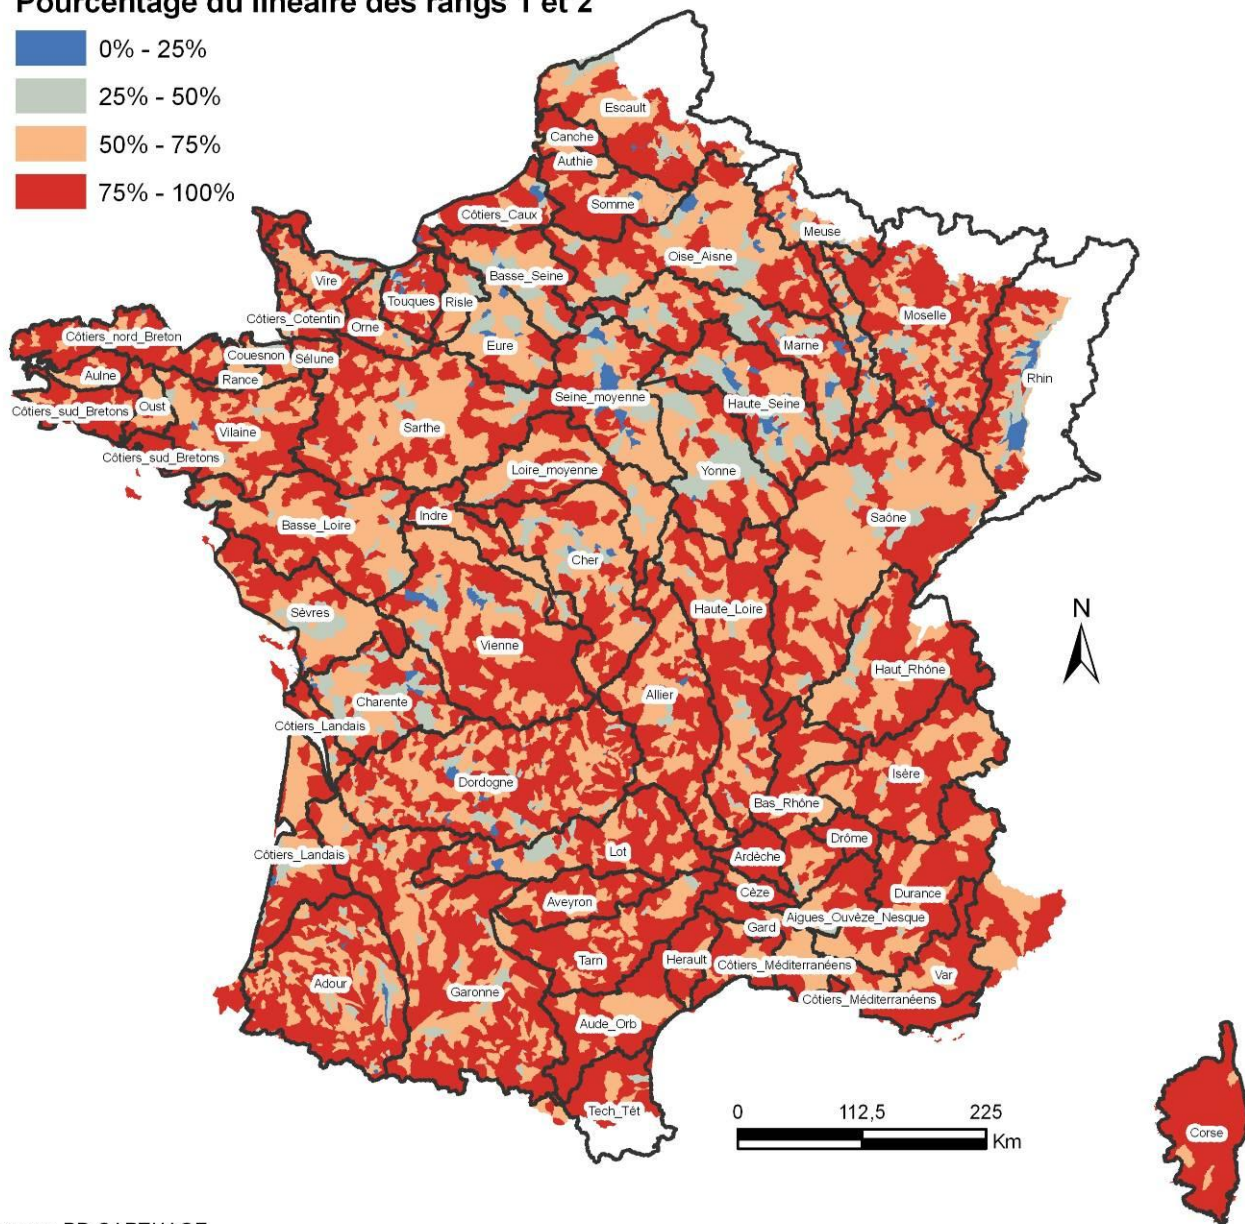 Pourcentage du linéaire des rangs 1 et 2
0% - 25%
25% - 50%
50% - 75%
75% - 100%
Escault
Canche
Authie
Somme
Côtiers_Caux
Meuse
Oise_Aisne
Basse_Seine
Vire
Touques
Risle
Moselle
Côtiers_Cotentin
Orne
Côtiers_nord_Breton
Eure
Marne
Couesnon
Sélune
Aulne
Rance
Rhin
Seine_moyenne
Haute_Seine
Côtiers_sud_Bretons
Oust
Vilaine
Sarthe
Côtiers_sud_Bretons
Loire_moyenne
Yonne
Indre
Saône
Basse_Loire
Cher
Sèvres
Haute_Loire
N
Vienne
Haut_Rhône
Allier
Charente
Côtiers_Landais
Isère
Dordogne
Bas_Rhône
Drôme
Côtiers_Landais
Lot
Ardèche
Cèze
Durance
Aveyron
Aigues_Ouvèze_Nesque
Gard
Tarn
Herault
Côtiers_Méditerranéens
Var
Adour
Garonne
Côtiers_Méditerranéens
Aude_Orb
Tech_Têt
0 112,5 225
Km
Corse